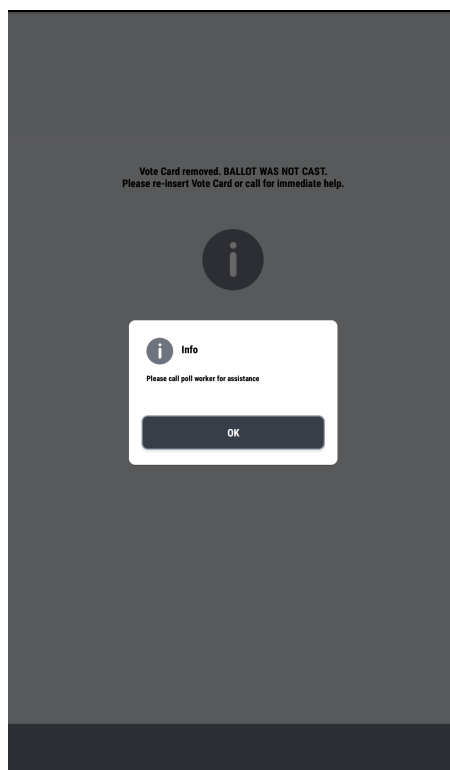 Vote Card removed. BALLOT WAS NOT CAST.
Please re-insert Vote Card or call for immediate help.
Info
Please call poll worker for assistance
OK